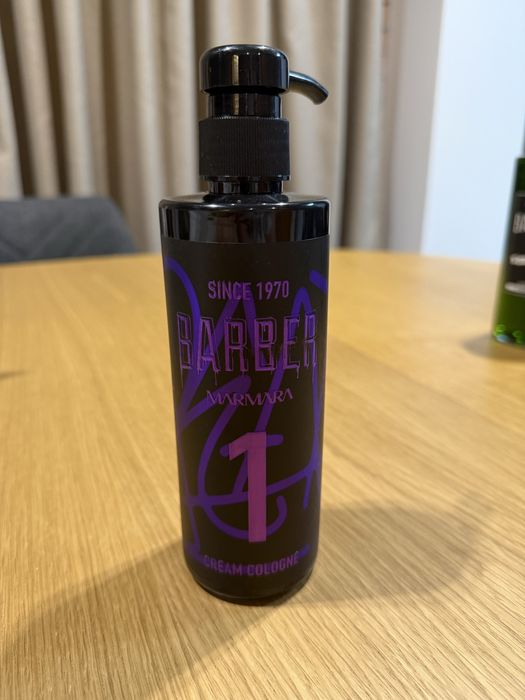 SINCE 1970
BARBER
MARMARA
1
CREAM COLOGNE